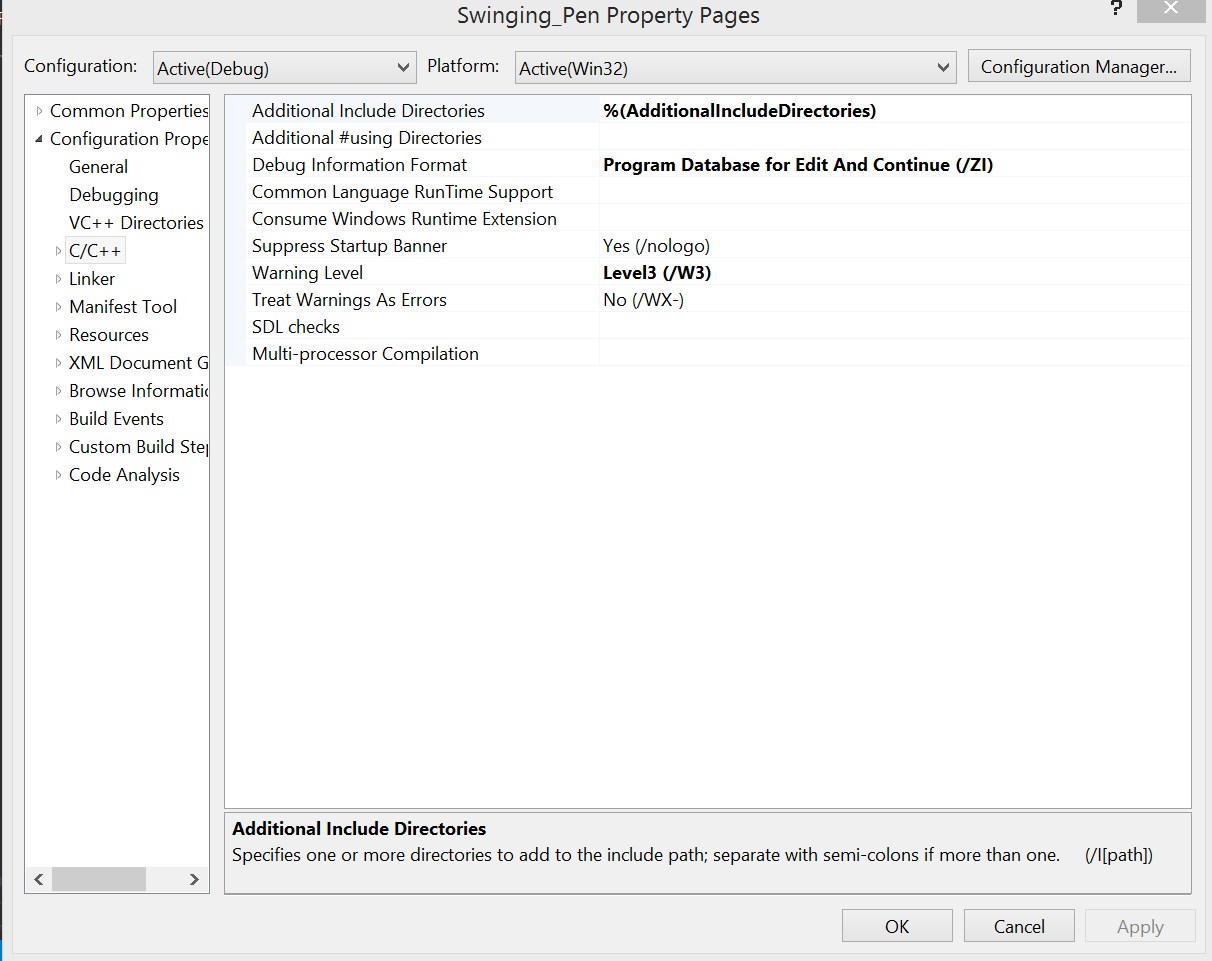 Swinging_Pen Property Pages
?
Configuration: Active(Debug) Platform: Active(Win32) Configuration Manager...
Common Properties
Configuration Prope
General
Debugging
VC++ Directories
C/C++
Linker
Manifest Tool
Resources
XML Document G
Browse Informatic
Build Events
Custom Build Step
Code Analysis
Additional Include Directories %(AdditionalIncludeDirectories)
Additional #using Directories
Debug Information Format Program Database for Edit And Continue (/ZI)
Common Language RunTime Support
Consume Windows Runtime Extension
Suppress Startup Banner Yes (/nologo)
Warning Level Level3 (/W3)
Treat Warnings As Errors No (/WX-)
SDL checks
Multi-processor Compilation
Additional Include Directories
Specifies one or more directories to add to the include path; separate with semi-colons if more than one. (/I[path])
OK Cancel Apply